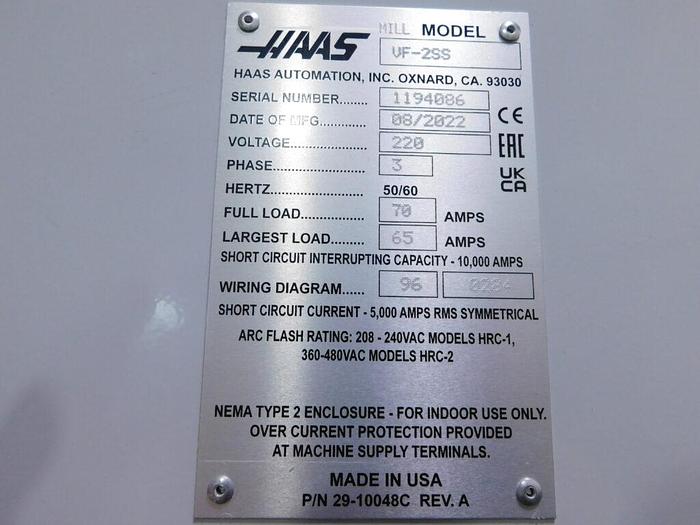 HAAS MILL MODEL
VF-2SS
HAAS AUTOMATION, INC. OXNARD, CA. 93030
SERIAL NUMBER........ 1194086
DATE OF MFG............ 08/2022 CE
VOLTAGE................... 220 EAC
PHASE....................... 3 UK
CA
HERTZ........................ 50/60
FULL LOAD................ 70 AMPS
LARGEST LOAD......... 65 AMPS
SHORT CIRCUIT INTERRUPTING CAPACITY - 10,000 AMPS
WIRING DIAGRAM...... 96 0284
SHORT CIRCUIT CURRENT - 5,000 AMPS RMS SYMMETRICAL
ARC FLASH RATING: 208 - 240VAC MODELS HRC-1,
360-480VAC MODELS HRC-2
NEMA TYPE 2 ENCLOSURE - FOR INDOOR USE ONLY.
OVER CURRENT PROTECTION PROVIDED
AT MACHINE SUPPLY TERMINALS.
MADE IN USA
P/N 29-10048C REV. A